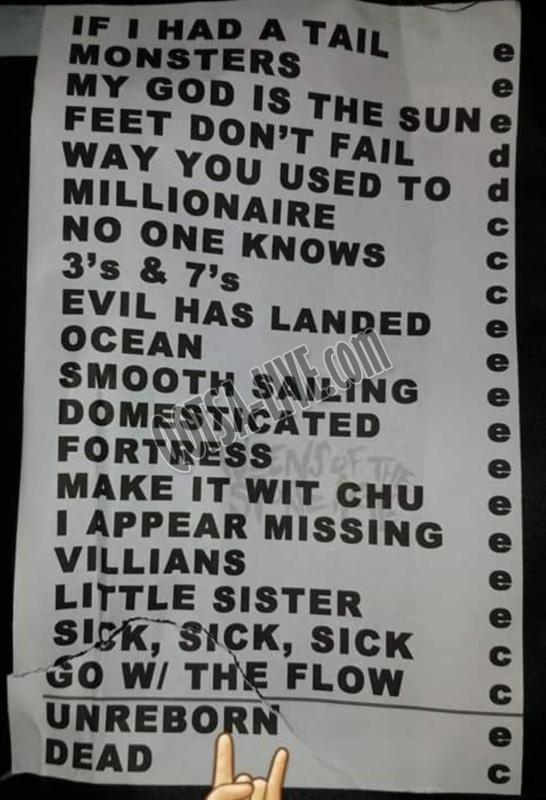 IF I HAD A TAIL e
MONSTERS e
MY GOD IS THE SUN e
FEET DON'T FAIL d
WAY YOU USED TO d
MILLIONAIRE c
NO ONE KNOWS c
3's & 7's c
EVIL HAS LANDED e
OCEAN e
SMOOTH SAILING e
DOMESTICATED e
FORTRESS e
MAKE IT WIT CHU e
I APPEAR MISSING e
VILLIANS e
LITTLE SISTER e
SICK, SICK, SICK c
GO W/ THE FLOW c
UNREBORN e
DEAD c
QOTSA-LIVE.com